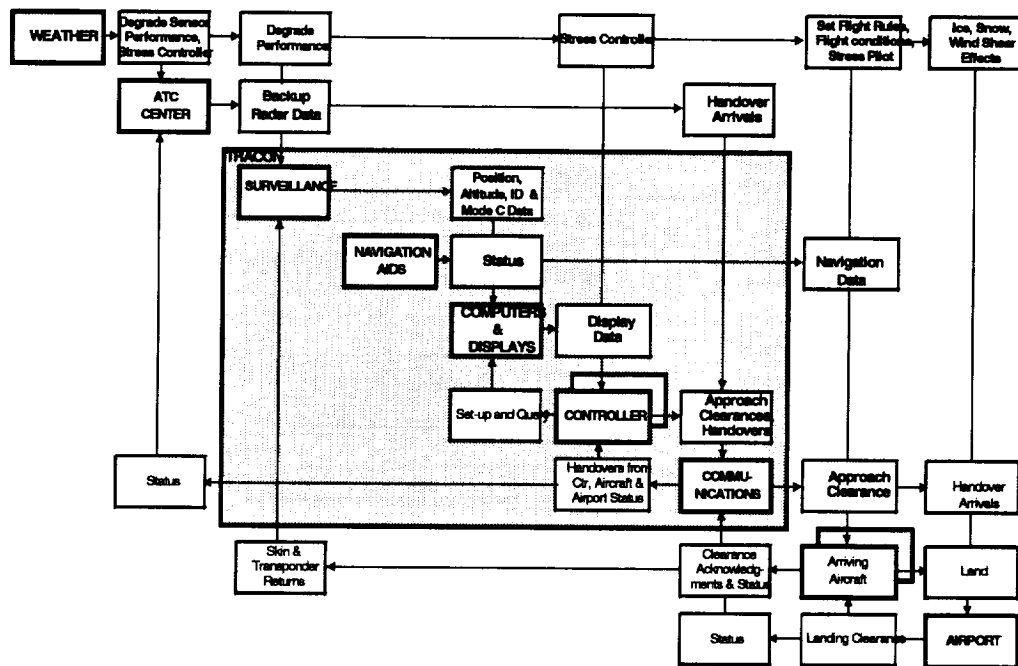 WEATHER
Degrade Sensor
Performance,
Stress Controller
Degrade
Performance
Stress Controller
Set Flight Rules,
Flight conditions,
Stress Pilot
Ice, Snow,
Wind Shear
Effects
ATC
CENTER
Backup
Radar Data
Handover
Arrivals
TRACON
SURVEILLANCE
Position,
Altitude, ID &
Mode C Data
NAVIGATION
AIDS
Status
Navigation
Data
COMPUTERS
&
DISPLAYS
Display
Data
Set-up and Query
CONTROLLER
Approach
Clearances,
Handovers
Status
Handovers from
Ctr, Aircraft &
Airport Status
COMMU-
NICATIONS
Approach
Clearance
Handover
Arrivals
Skin &
Transponder
Returns
Clearance
Acknowledg-
ments & Status
Arriving
Aircraft
Land
Status
Landing Clearance
AIRPORT